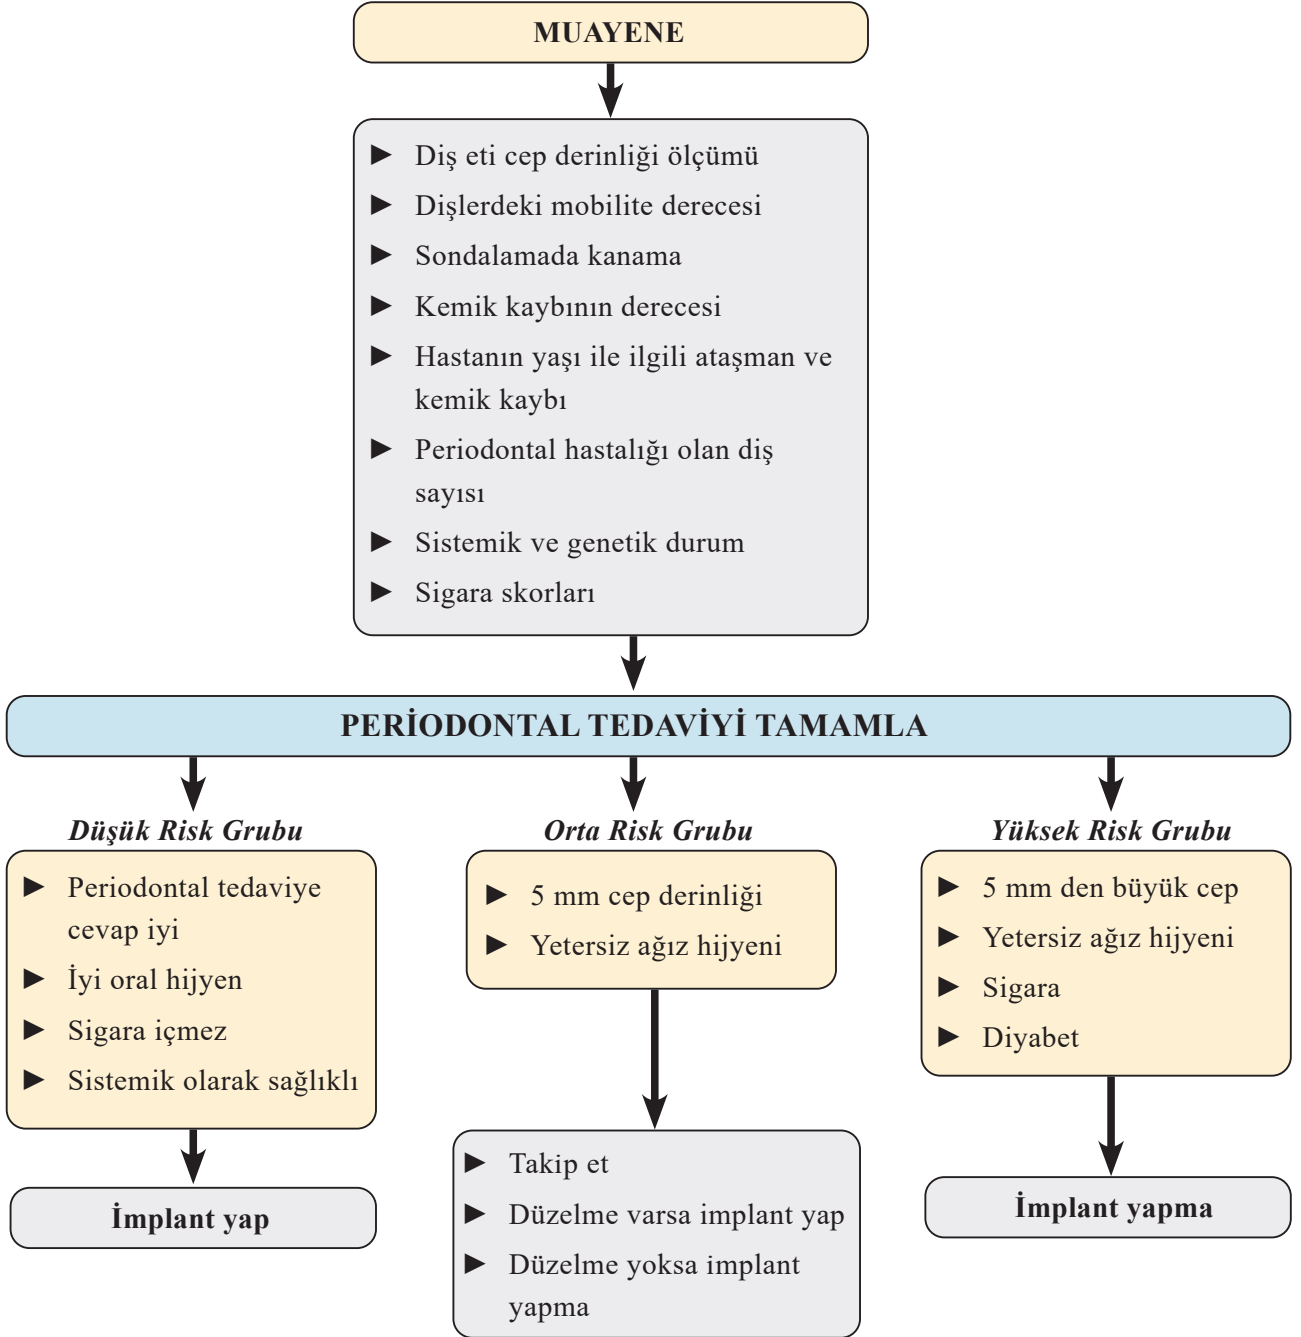 MUAYENE
► Diş eti cep derinliği ölçümü
► Dişlerdeki mobilite derecesi
► Sondalamada kanama
► Kemik kaybının derecesi
► Hastanın yaşı ile ilgili ataşman ve
kemik kaybı
► Periodontal hastalığı olan diş
sayısı
► Sistemik ve genetik durum
► Sigara skorları
PERİODONTAL TEDAVİYİ TAMAMLA
Düşük Risk Grubu
► Periodontal tedaviye
cevap iyi
► İyi oral hijyen
► Sigara içmez
► Sistemik olarak sağlıklı
İmplant yap
Orta Risk Grubu
► 5 mm cep derinliği
► Yetersiz ağız hijyeni
► Takip et
► Düzelme varsa implant yap
► Düzelme yoksa implant
yapma
Yüksek Risk Grubu
► 5 mm den büyük cep
► Yetersiz ağız hijyeni
► Sigara
► Diyabet
İmplant yapma